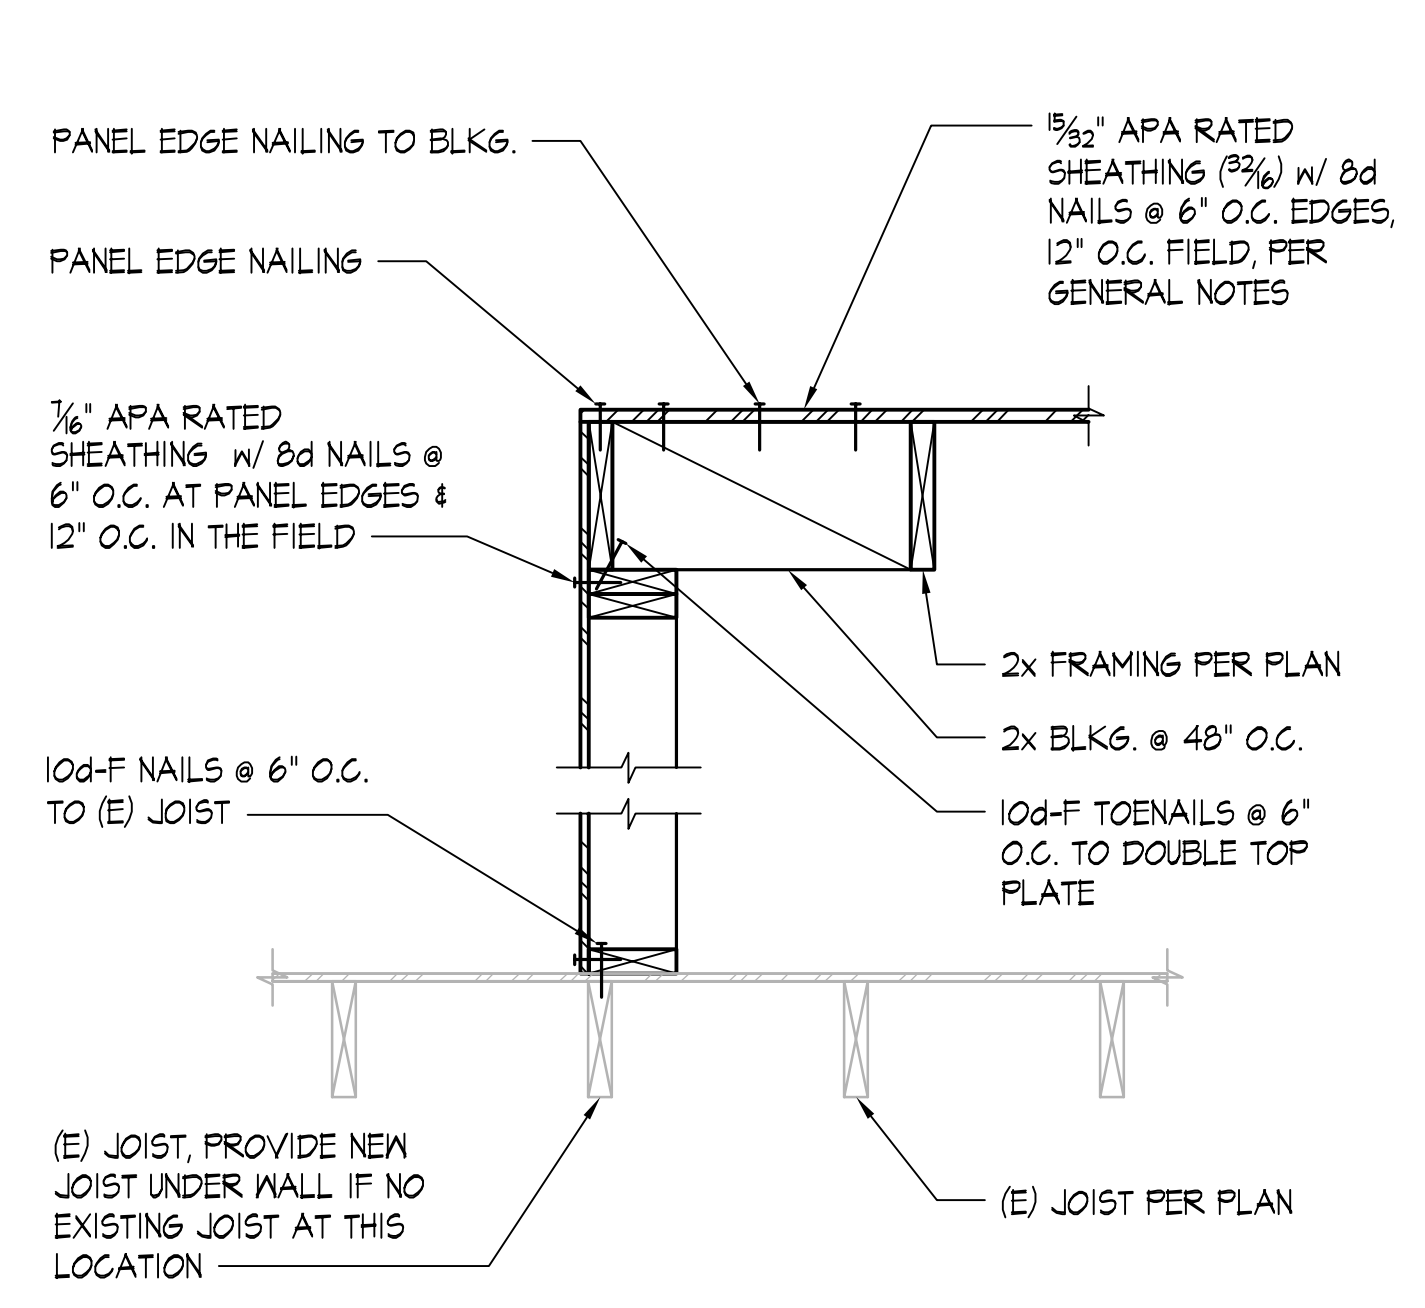 PANEL EDGE NAILING TO BLKG.
PANEL EDGE NAILING
7/16" APA RATED
SHEATHING w/ 8d NAILS @
6" O.C. AT PANEL EDGES &
12" O.C. IN THE FIELD
10d-F NAILS @ 6" O.C.
TO (E) JOIST
(E) JOIST, PROVIDE NEW
JOIST UNDER WALL IF NO
EXISTING JOIST AT THIS
LOCATION
15/32" APA RATED
SHEATHING (32/16) w/ 8d
NAILS @ 6" O.C. EDGES,
12" O.C. FIELD, PER
GENERAL NOTES
2x FRAMING PER PLAN
2x BLKG. @ 48" O.C.
10d-F TOENAILS @ 6"
O.C. TO DOUBLE TOP
PLATE
(E) JOIST PER PLAN